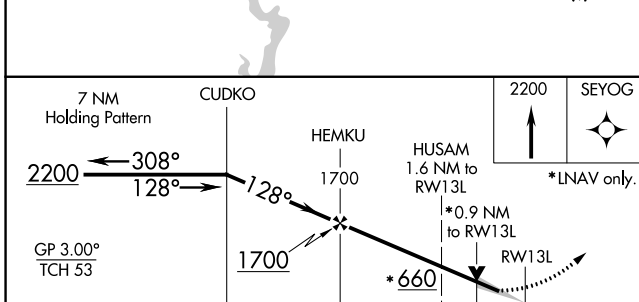 7 NM
Holding Pattern
CUDKO
2200
SEYOG
308°
2200
128°
128°
HEMKU
1700
HUSAM
1.6 NM to
RW13L
*LNAV only.
*0.9 NM
to RW13L
RW13L
GP 3.00°
TCH 53
1700
*660